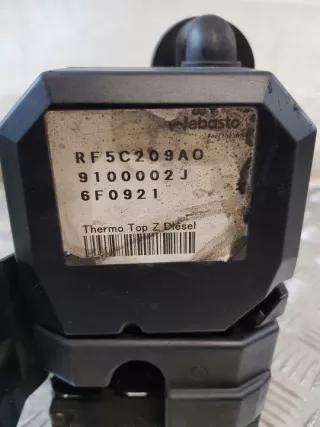 Webasto
RF5C209A0
9100002J
6F0921
Thermo Top Z Diesel